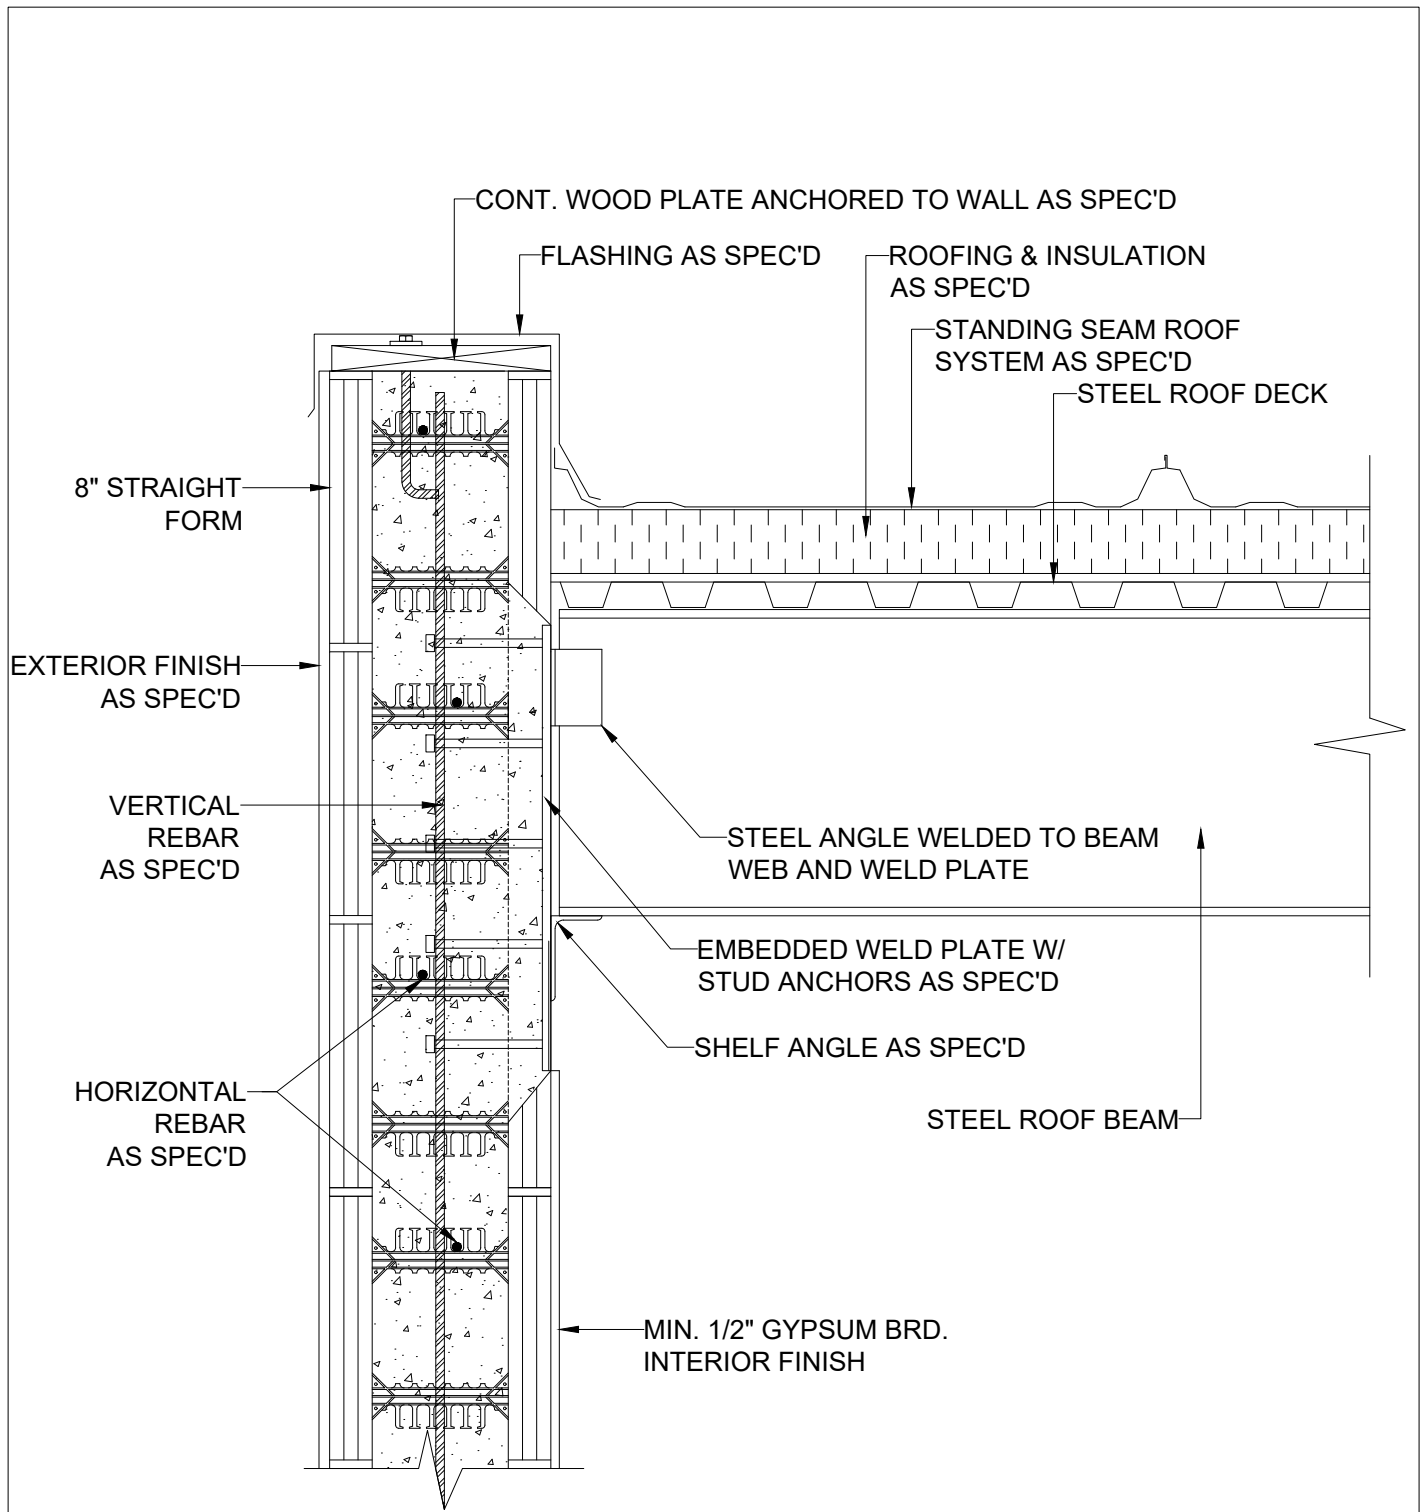 CONT. WOOD PLATE ANCHORED TO WALL AS SPEC'D
FLASHING AS SPEC'D
ROOFING & INSULATION
AS SPEC'D
STANDING SEAM ROOF
SYSTEM AS SPEC'D
STEEL ROOF DECK
8" STRAIGHT
FORM
EXTERIOR FINISH
AS SPEC'D
VERTICAL
REBAR
AS SPEC'D
STEEL ANGLE WELDED TO BEAM
WEB AND WELD PLATE
EMBEDDED WELD PLATE W/
STUD ANCHORS AS SPEC'D
SHELF ANGLE AS SPEC'D
HORIZONTAL
REBAR
AS SPEC'D
STEEL ROOF BEAM
MIN. 1/2" GYPSUM BRD.
INTERIOR FINISH